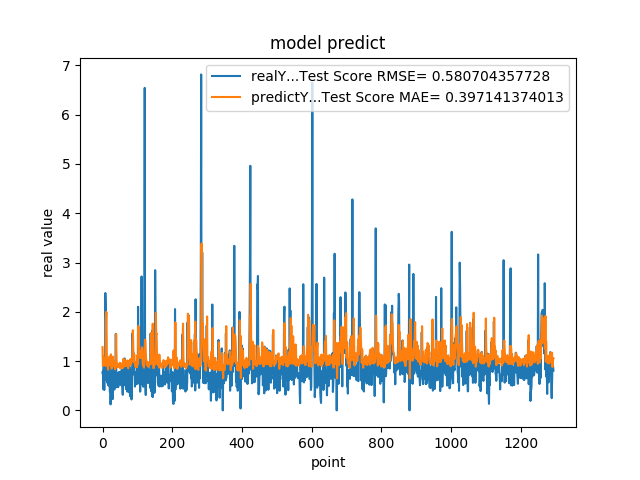 model predict
realY...Test Score RMSE= 0.580704357728
predictY...Test Score MAE= 0.397141374013
7
6
5
4
3
2
1
0
real value
0 200 400 600 800 1000 1200
point